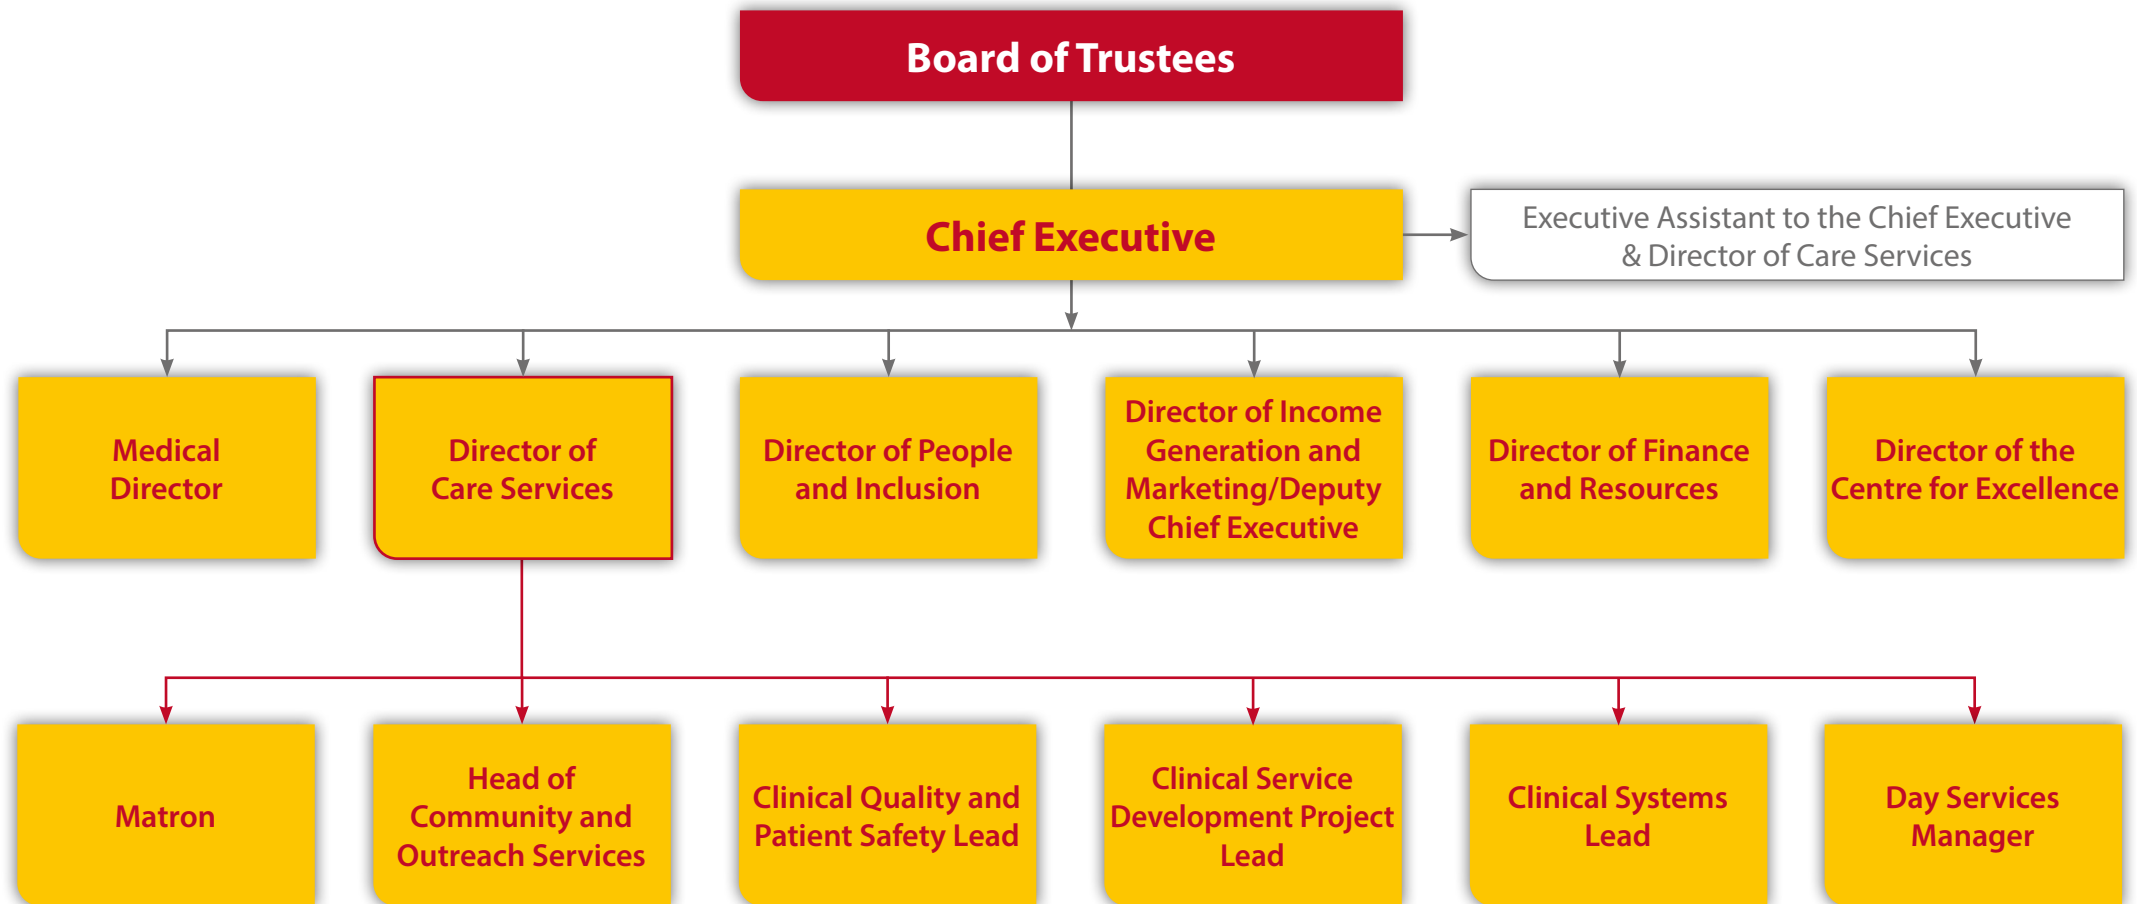 Board of Trustees
Chief Executive
Executive Assistant to the Chief Executive
& Director of Care Services
Medical
Director
Director of
Care Services
Director of People
and Inclusion
Director of Income
Generation and
Marketing/Deputy
Chief Executive
Director of Finance
and Resources
Director of the
Centre for Excellence
Matron
Head of
Community and
Outreach Services
Clinical Quality and
Patient Safety Lead
Clinical Service
Development Project
Lead
Clinical Systems
Lead
Day Services
Manager